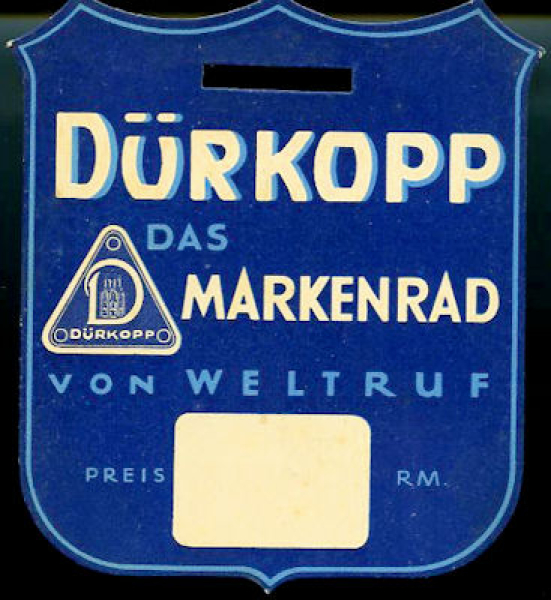 DÜRKOPP
DAS
MARKENRAD
D
DÜRKOPP
VON WELTRUF
PREIS RM.